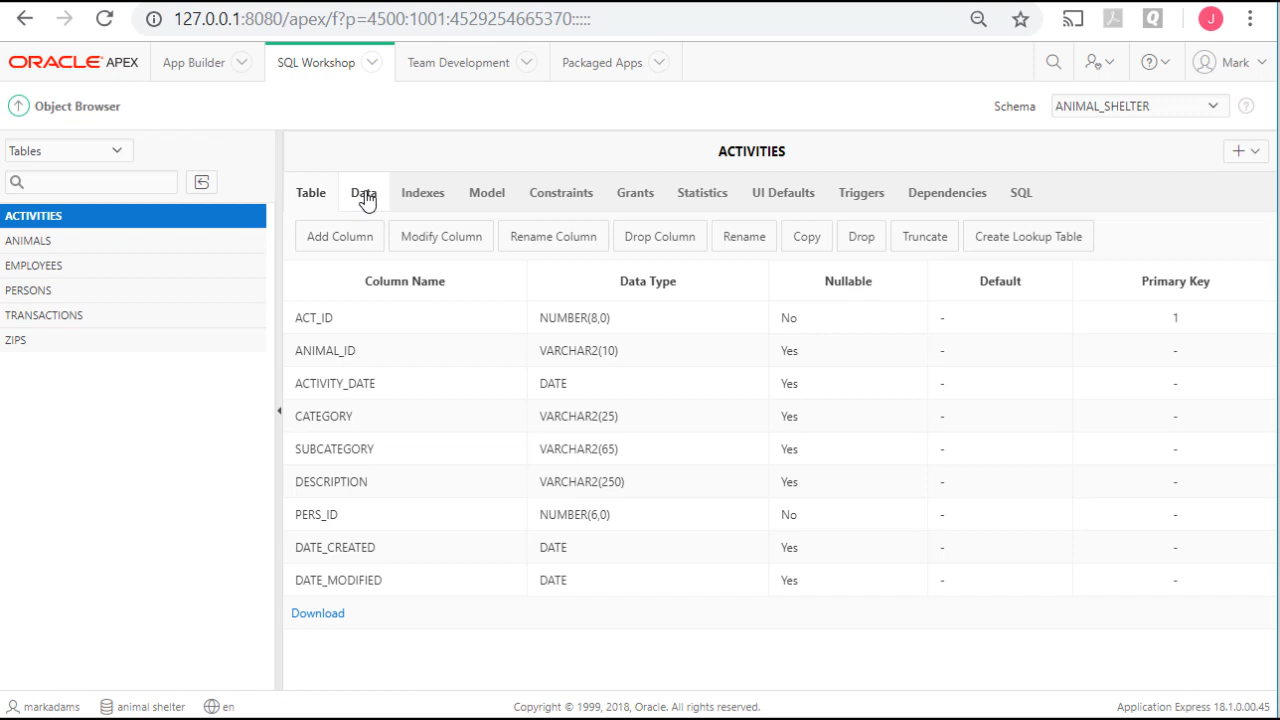 127.0.0.1:8080/apex/f?p=4500:1001:4529254665370:::::
J
ORACLE APEX App Builder SQL Workshop Team Development Packaged Apps Mark
Object Browser Schema ANIMAL_SHELTER
Tables
ACTIVITIES
ANIMALS
EMPLOYEES
PERSONS
TRANSACTIONS
ZIPS
ACTIVITIES
Table Data Indexes Model Constraints Grants Statistics UI Defaults Triggers Dependencies SQL
Add Column Modify Column Rename Column Drop Column Rename Copy Drop Truncate Create Lookup Table
Column Name Data Type Nullable Default Primary Key
ACT_ID NUMBER(8,0) No - 1
ANIMAL_ID VARCHAR2(10) Yes - -
ACTIVITY_DATE DATE Yes - -
CATEGORY VARCHAR2(25) Yes - -
SUBCATEGORY VARCHAR2(65) Yes - -
DESCRIPTION VARCHAR2(250) Yes - -
PERS_ID NUMBER(6,0) No - -
DATE_CREATED DATE Yes - -
DATE_MODIFIED DATE Yes - -
Download
markadams animal shelter en Copyright © 1999, 2018, Oracle. All rights reserved. Application Express 18.1.0.00.45